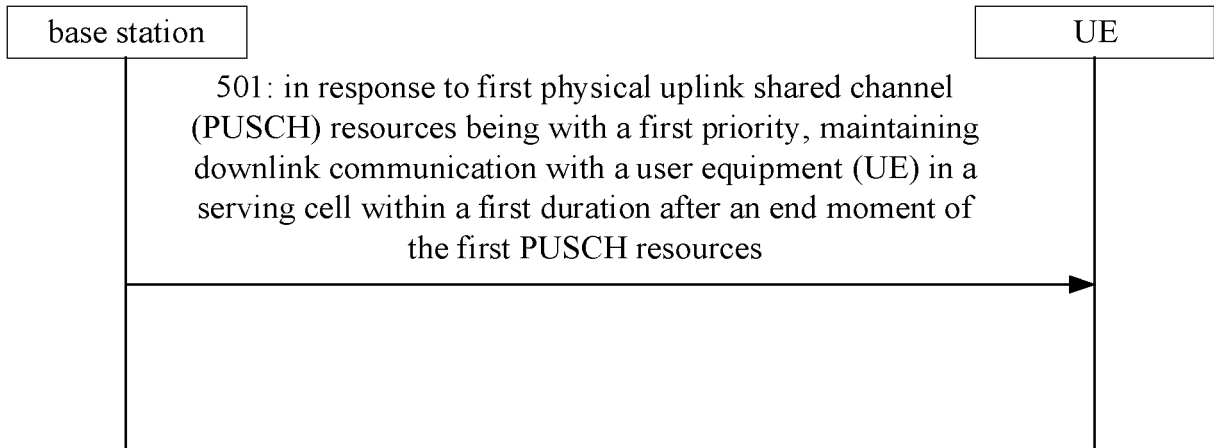 base station
UE
501: in response to first physical uplink shared channel
(PUSCH) resources being with a first priority, maintaining
downlink communication with a user equipment (UE) in a
serving cell within a first duration after an end moment of
the first PUSCH resources